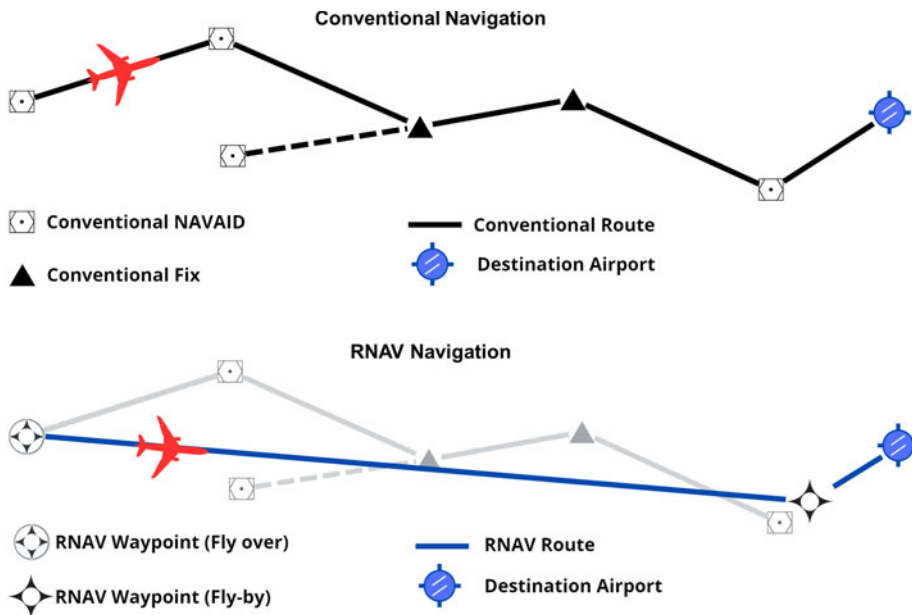 Conventional Navigation
Conventional NAVAID
Conventional Route
Conventional Fix
Destination Airport
RNAV Navigation
RNAV Waypoint (Fly over)
RNAV Route
RNAV Waypoint (Fly-by)
Destination Airport